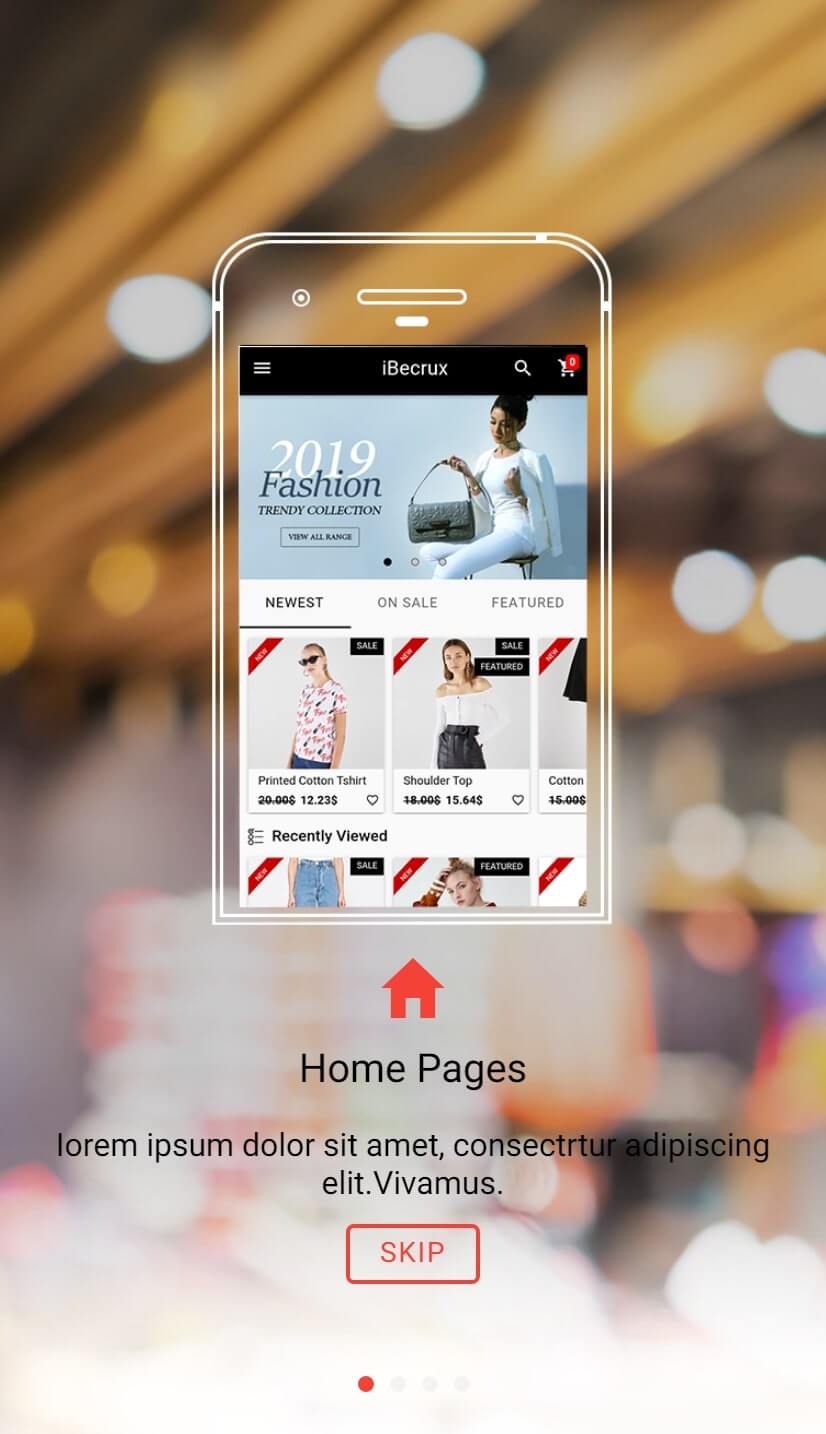 iBecrux
0
2019
Fashion
TRENDY COLLECTION
VIEW ALL RANGE
NEWEST ON SALE FEATURED
NEW SALE NEW SALE NEW
FEATURED
Printed Cotton Tshirt Shoulder Top Cotton
20.00$ 12.23$ 18.00$ 15.64$ 15.00$
Recently Viewed
NEW SALE NEW FEATURED NEW
Home Pages
lorem ipsum dolor sit amet, consectrtur adipiscing
elit.Vivamus.
SKIP